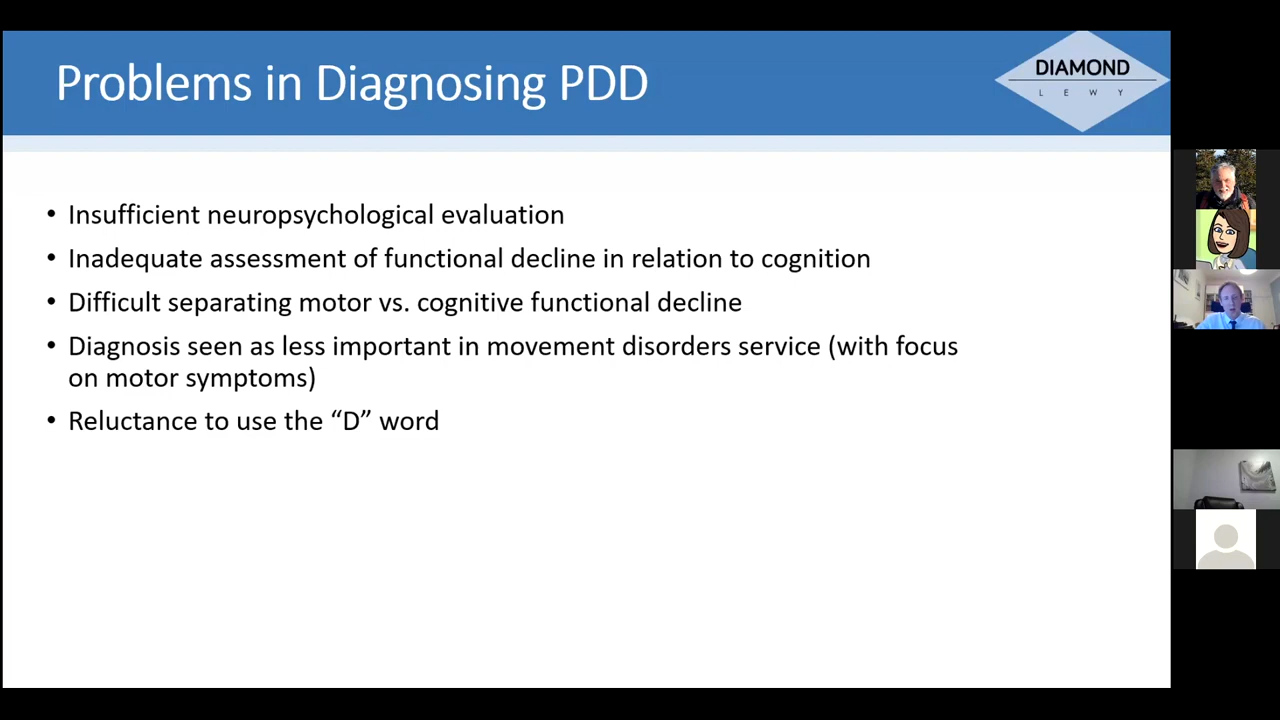 Problems in Diagnosing PDD
DIAMOND
L E W Y
• Insufficient neuropsychological evaluation
• Inadequate assessment of functional decline in relation to cognition
• Difficult separating motor vs. cognitive functional decline
• Diagnosis seen as less important in movement disorders service (with focus
on motor symptoms)
• Reluctance to use the “D” word